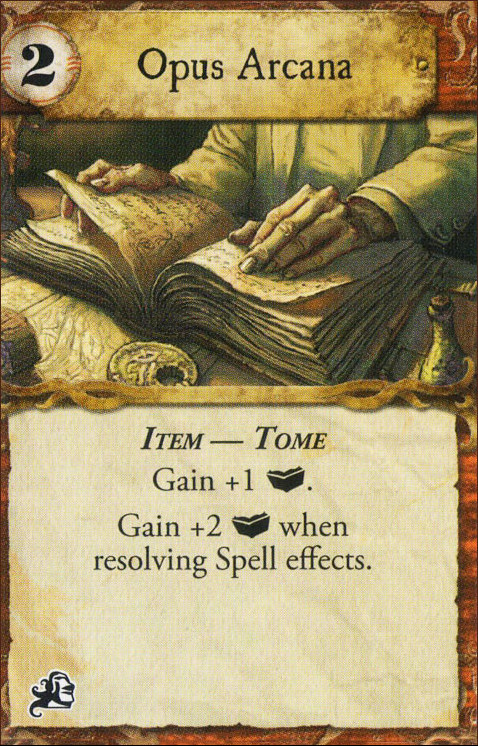 2
Opus Arcana
Item — Tome
Gain +1 .
Gain +2 when
resolving Spell effects.